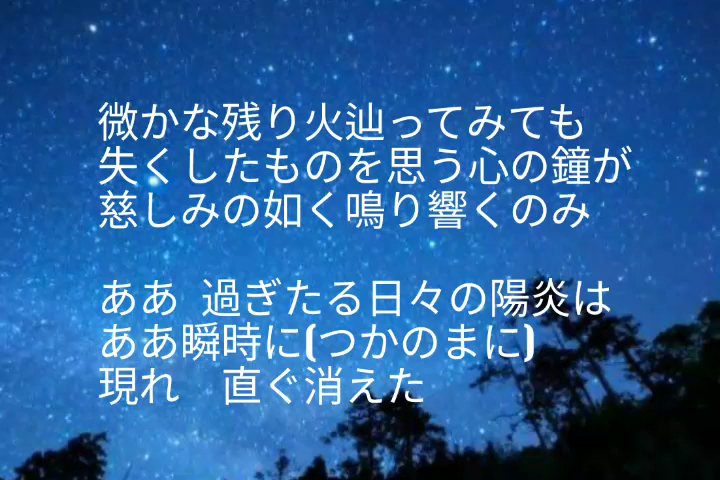 微かな残り火辿ってみても
失くしたものを思う心の鐘が
慈しみの如く鳴り響くのみ
ああ 過ぎたる日々の陽炎は
ああ瞬時に(つかのまに)
現れ　直ぐ消えた